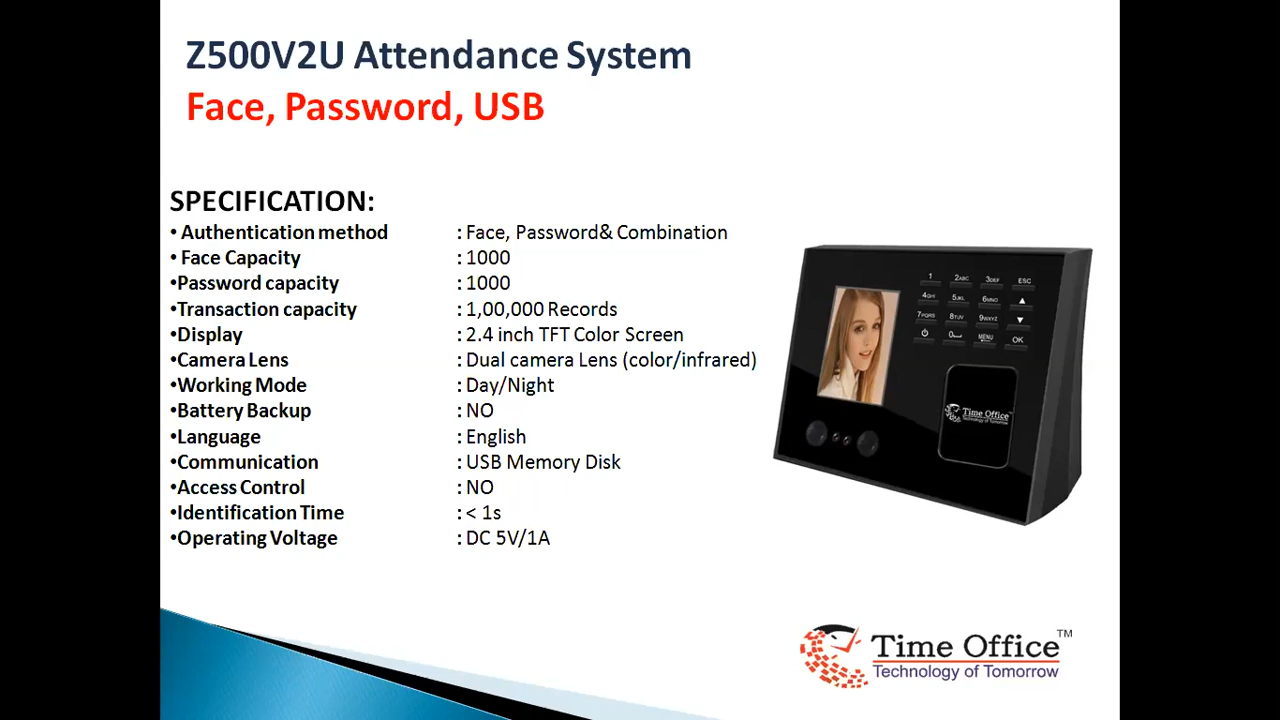 Z500V2U Attendance System
Face, Password, USB
SPECIFICATION:
• Authentication method : Face, Password& Combination
• Face Capacity : 1000
•Password capacity : 1000
•Transaction capacity : 1,00,000 Records
•Display : 2.4 inch TFT Color Screen
•Camera Lens : Dual camera Lens (color/infrared)
•Working Mode : Day/Night
•Battery Backup : NO
•Language : English
•Communication : USB Memory Disk
•Access Control : NO
•Identification Time : < 1s
•Operating Voltage : DC 5V/1A
1 2ABC 3DEF ESC
4GHI 5JKL 6MNO ▲
7PQRS 8TUV 9WXYZ ▼
0 MENU OK
Time Office™
Technology of Tomorrow
Time Office™
Technology of Tomorrow